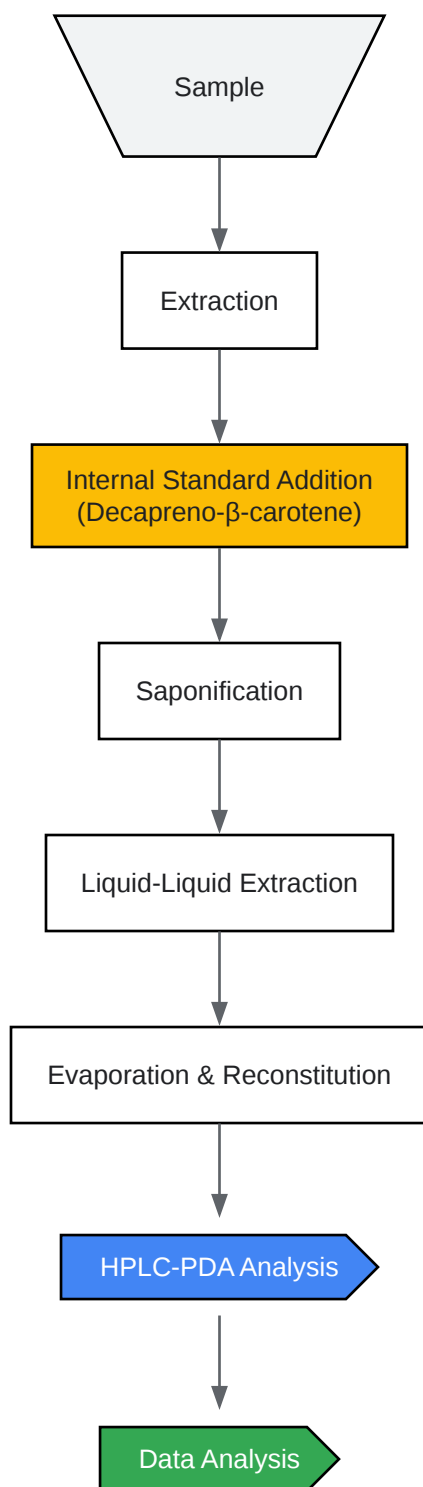 Sample
Extraction
Internal Standard Addition
(Decapreno-β-carotene)
Saponification
Liquid-Liquid Extraction
Evaporation & Reconstitution
HPLC-PDA Analysis
Data Analysis